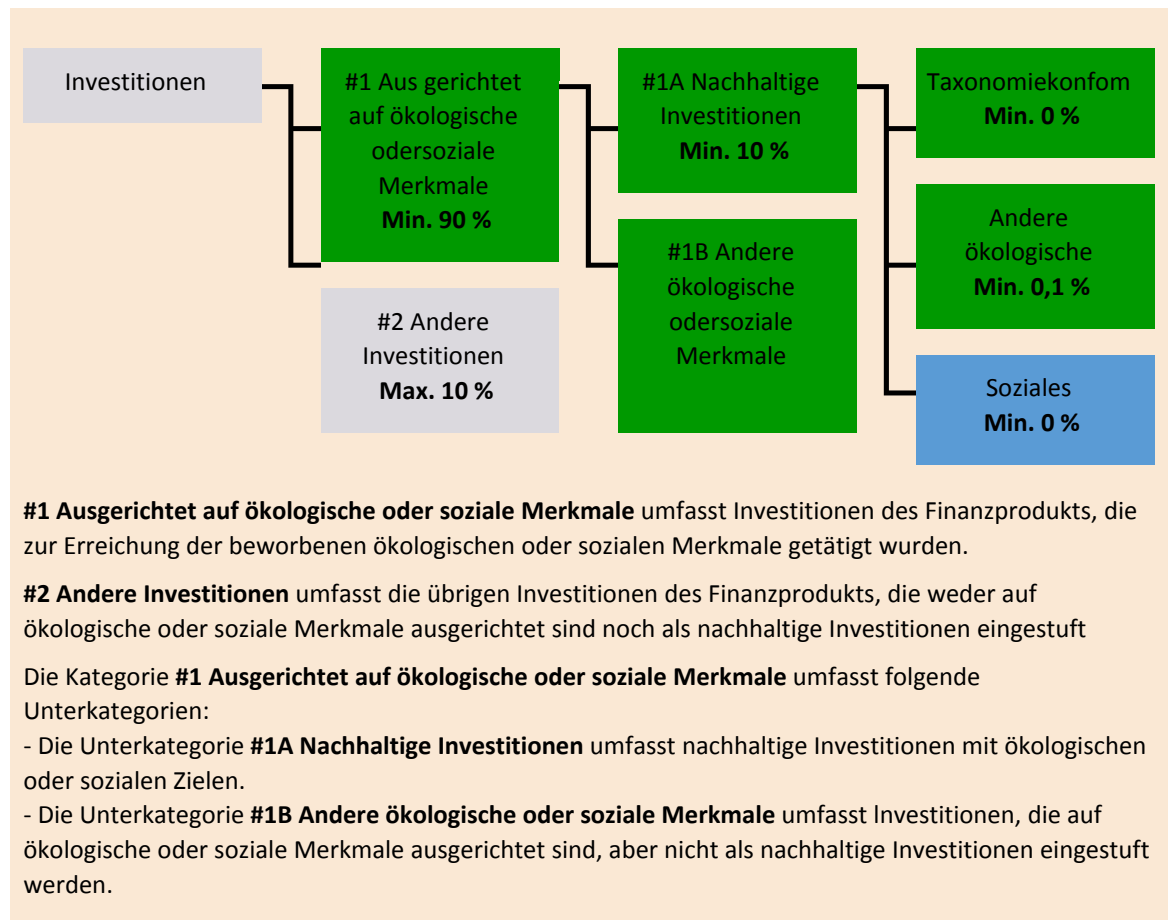 Investitionen
#1 Aus gerichtet
auf ökologische
odersoziale
Merkmale
Min. 90 %
#2 Andere
Investitionen
Max. 10 %
#1A Nachhaltige
Investitionen
Min. 10 %
#1B Andere
ökologische
odersoziale
Merkmale
Taxonomiekonfom
Min. 0 %
Andere
ökologische
Min. 0,1 %
Soziales
Min. 0 %
#1 Ausgerichtet auf ökologische oder soziale Merkmale umfasst Investitionen des Finanzprodukts, die
zur Erreichung der beworbenen ökologischen oder sozialen Merkmale getätigt wurden.
#2 Andere Investitionen umfasst die übrigen Investitionen des Finanzprodukts, die weder auf
ökologische oder soziale Merkmale ausgerichtet sind noch als nachhaltige Investitionen eingestuft
Die Kategorie #1 Ausgerichtet auf ökologische oder soziale Merkmale umfasst folgende
Unterkategorien:
- Die Unterkategorie #1A Nachhaltige Investitionen umfasst nachhaltige Investitionen mit ökologischen
oder sozialen Zielen.
- Die Unterkategorie #1B Andere ökologische oder soziale Merkmale umfasst lnvestitionen, die auf
ökologische oder soziale Merkmale ausgerichtet sind, aber nicht als nachhaltige Investitionen eingestuft
werden.